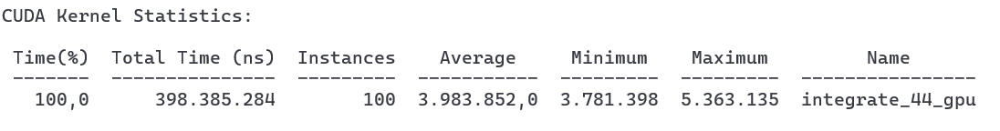 CUDA Kernel Statistics:
Time(%) Total Time (ns) Instances Average Minimum Maximum Name
------- --------------- --------- ----------- --------- --------- ----------------
100,0 398.385.284 100 3.983.852,0 3.781.398 5.363.135 integrate_44_gpu